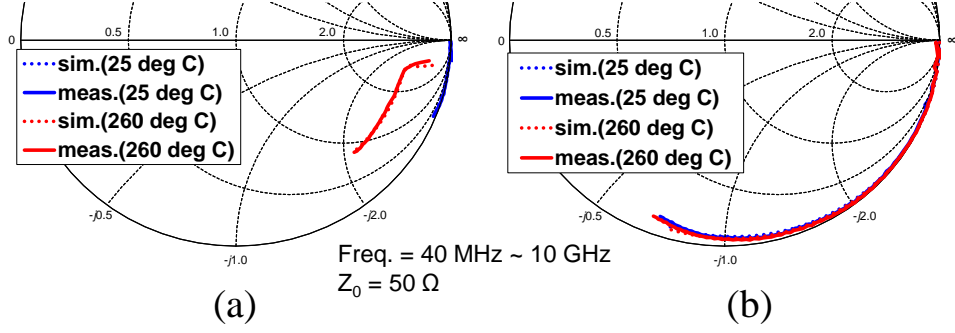 0 0.5 1.0 2.0 ∞
sim.(25 deg C)
meas.(25 deg C)
sim.(260 deg C)
meas.(260 deg C)
-j0.5
-j2.0
-j1.0
(a)
0 0.5 1.0 2.0 ∞
sim.(25 deg C)
meas.(25 deg C)
sim.(260 deg C)
meas.(260 deg C)
-j0.5
-j2.0
-j1.0
(b)
Freq. = 40 MHz ~ 10 GHz
Z₀ = 50 Ω